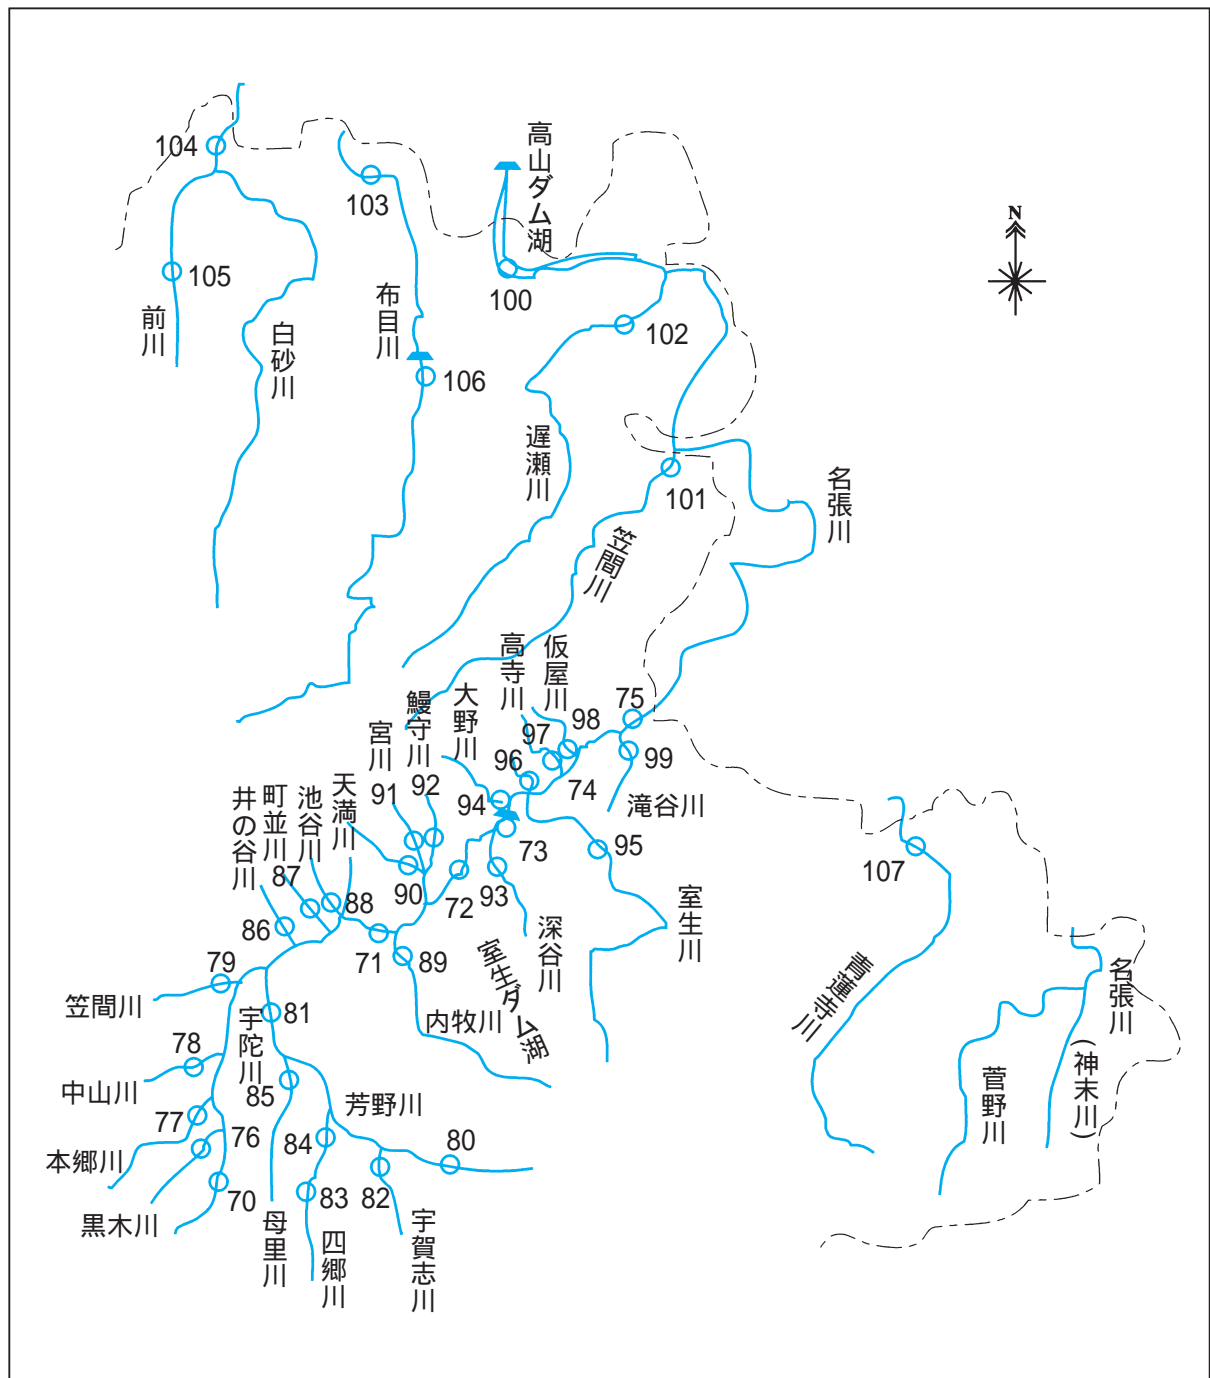 104
103
高山ダム湖
N
105
100
前川
白砂川
布目川
102
106
遅瀬川
101
名張川
笠間川
高寺川
仮屋川
75
98
97
96
99
74
滝谷川
大野川
鰻守川
宮川
92
91
94
73
95
天満川
池谷川
町並川
井の谷川
87
88
86
90
72
93
107
71
89
深谷川
室生川
室生ダム湖
内牧川
79
笠間川
81
宇陀川
78
中山川
85
77
76
本郷川
70
黒木川
芳野川
84
80
83
82
母里川
四郷川
宇賀志川
青蓮寺川
名張川
(神末川)
菅野川